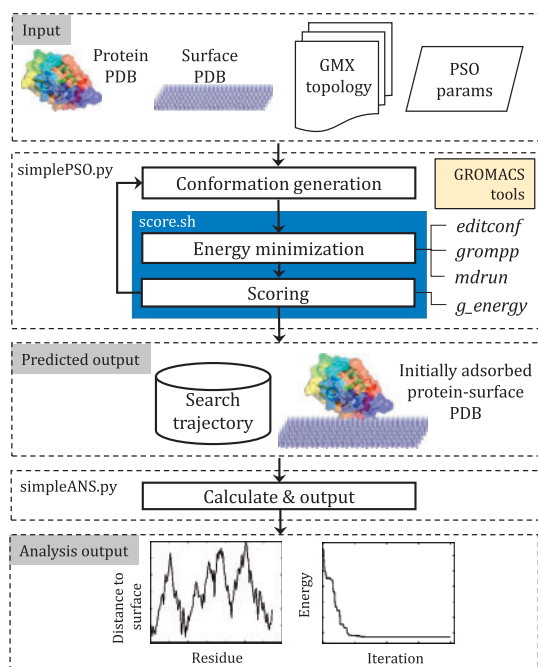 Input
Protein
PDB
Surface
PDB
GMX
topology
PSO
params
simplePSO.py
Conformation generation
GROMACS
tools
score.sh
Energy minimization
Scoring
editconf
grompp
mdrun
g_energy
Predicted output
Search
trajectory
Initially adsorbed
protein-surface
PDB
simpleANS.py
Calculate & output
Analysis output
Distance to
surface
Residue
Energy
Iteration